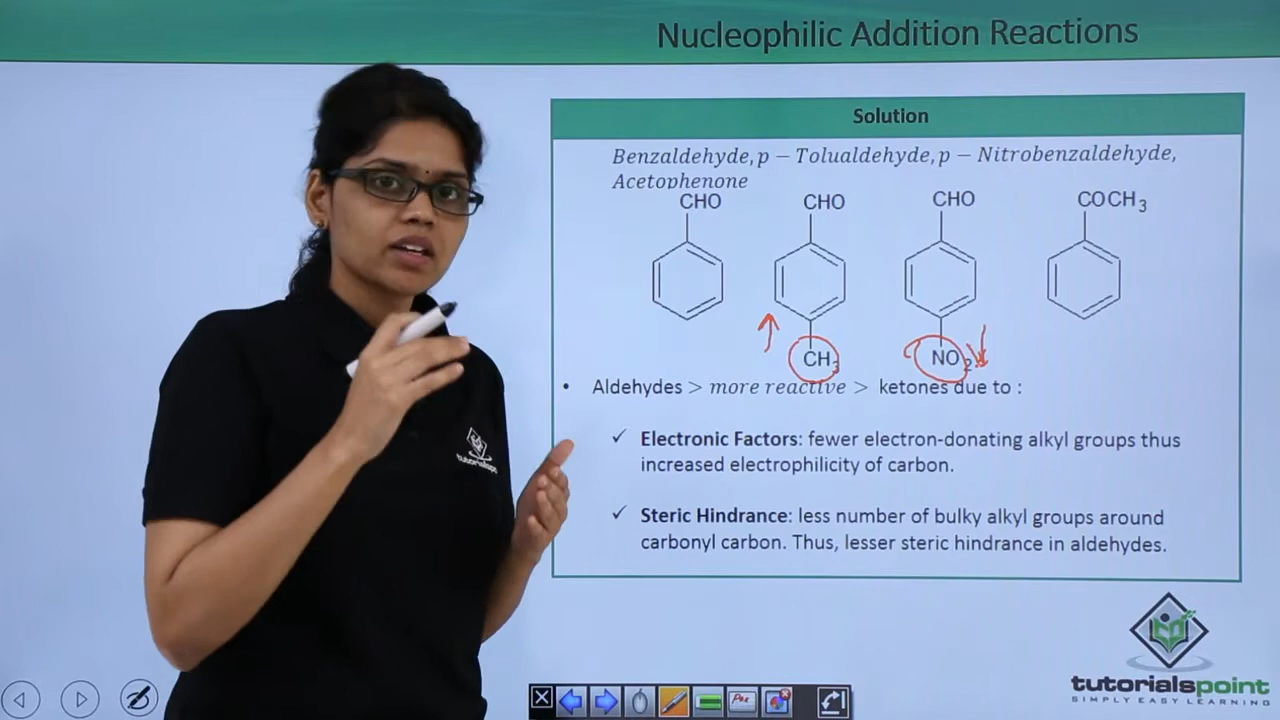 Nucleophilic Addition Reactions
Solution
Benzaldehyde, p − Tolualdehyde, p − Nitrobenzaldehyde,
Acetophenone
CHO CHO CHO COCH3
CH3 NO2
• Aldehydes > more reactive > ketones due to :
✓ Electronic Factors: fewer electron-donating alkyl groups thus
increased electrophilicity of carbon.
✓ Steric Hindrance: less number of bulky alkyl groups around
carbonyl carbon. Thus, lesser steric hindrance in aldehydes.
tutorialspoint
SIMPLY EASY LEARNING